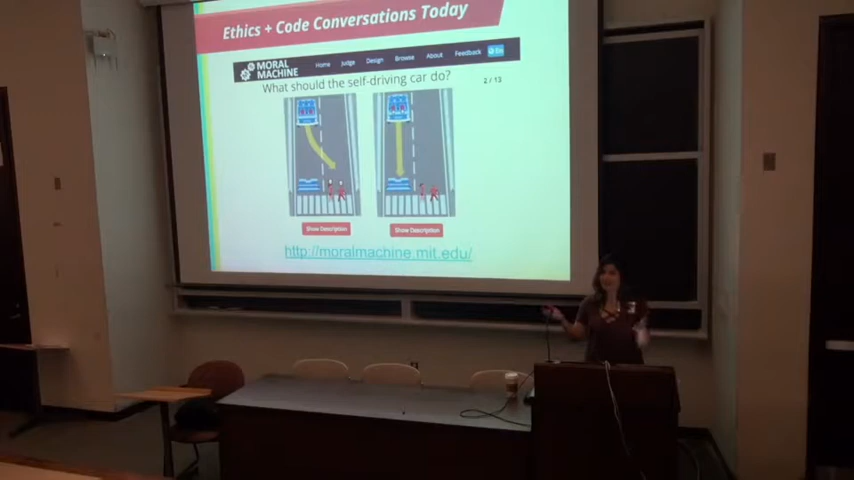 Ethics + Code Conversations Today
MORAL MACHINE
Home Judge Design Browse About Feedback En
What should the self-driving car do?
2 / 13
Show Description Show Description
http://moralmachine.mit.edu/